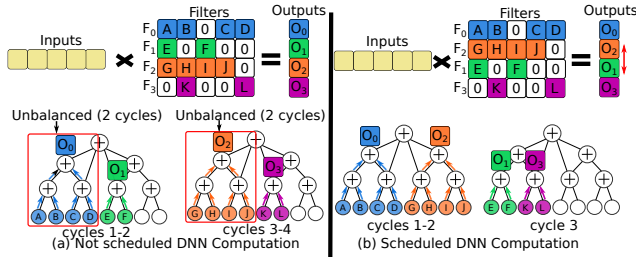 Filters
Outputs
Inputs
F0 A B 0 C D O0
F1 E 0 F 0 0 O1
F2 G H I J 0 O2
F3 0 K 0 0 L O3
Unbalanced (2 cycles)
Unbalanced (2 cycles)
O0
O1
A B C D E F
cycles 1-2
O2
O3
G H I J K L
cycles 3-4
(a) Not scheduled DNN Computation
Filters
Outputs
Inputs
F0 A B 0 C D O0
F2 G H I J 0 O2
F1 E 0 F 0 0 O1
F3 0 K 0 0 L O3
O0
O2
A B C D G H I J
cycles 1-2
O1 O3
E F K L
cycle 3
(b) Scheduled DNN Computation